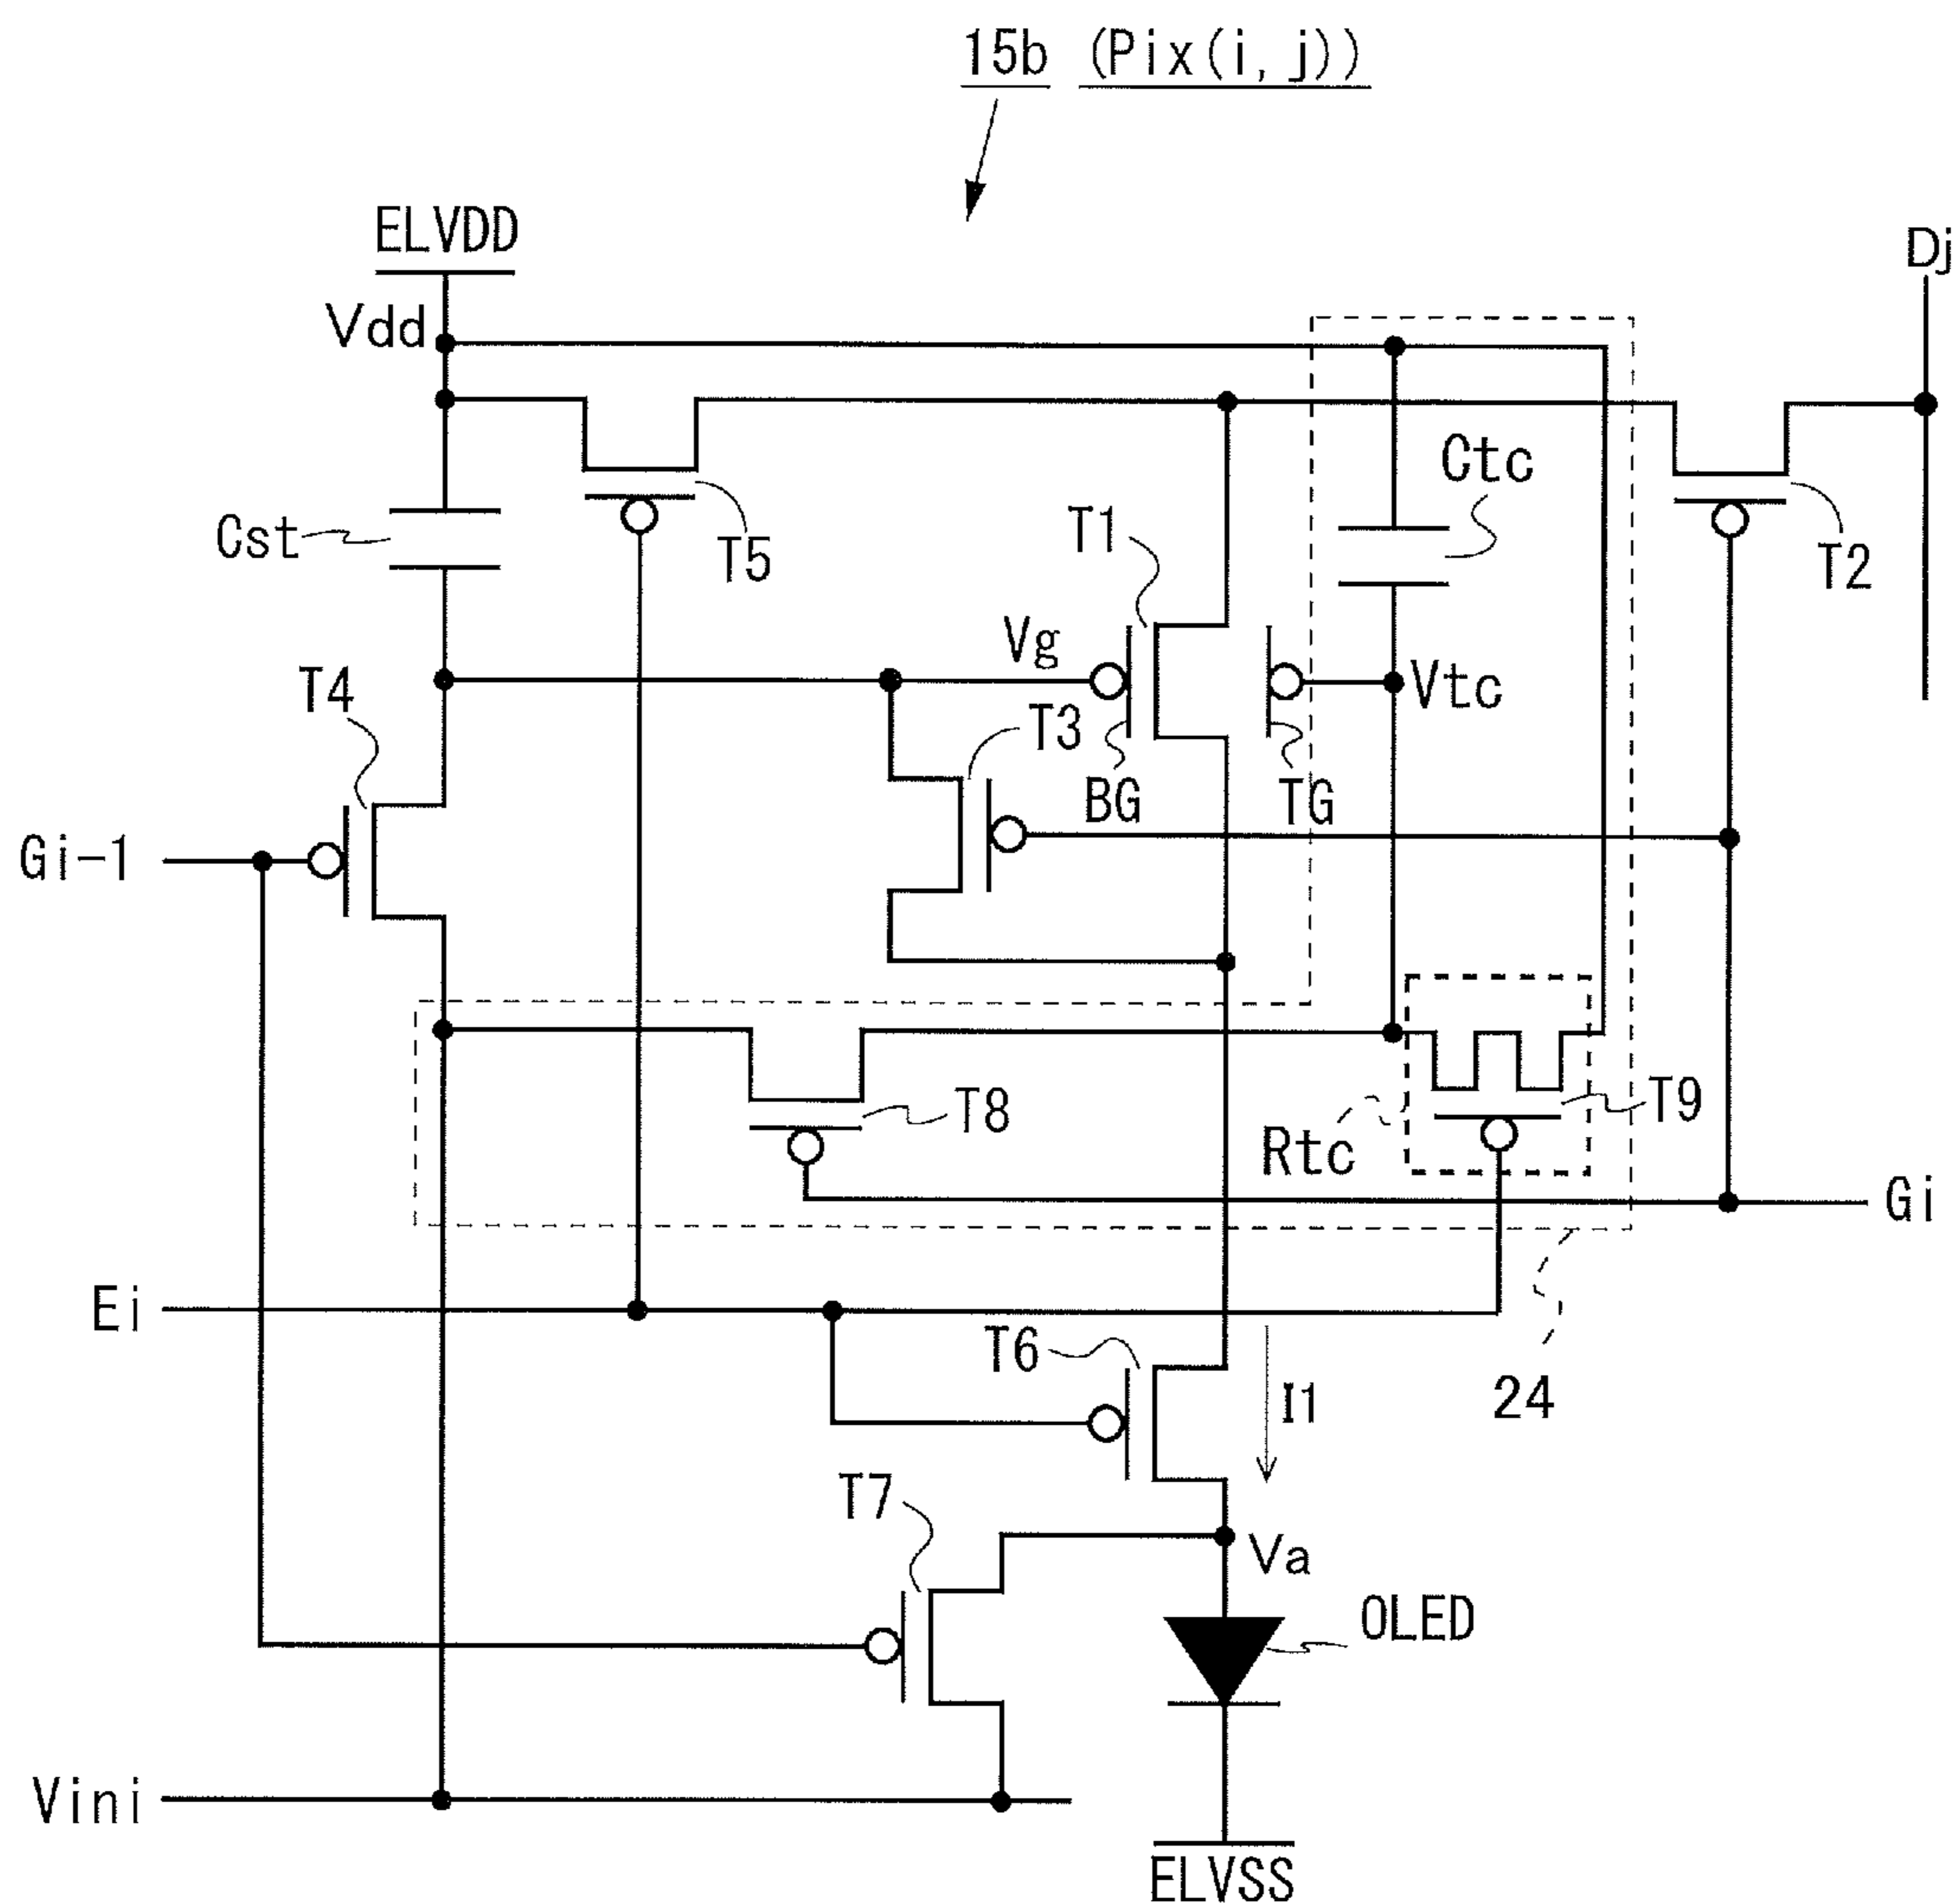 15b (Pix(i, j))
ELVDD
Dj
Vdd
Ctc
Cst
T5
T1
T2
Vg
T4
Vtc
T3
BG
TG
Gi-1
T8
T9
Rtc
Gi
Ei
T6
I1
24
T7
Va
OLED
Vini
ELVSS